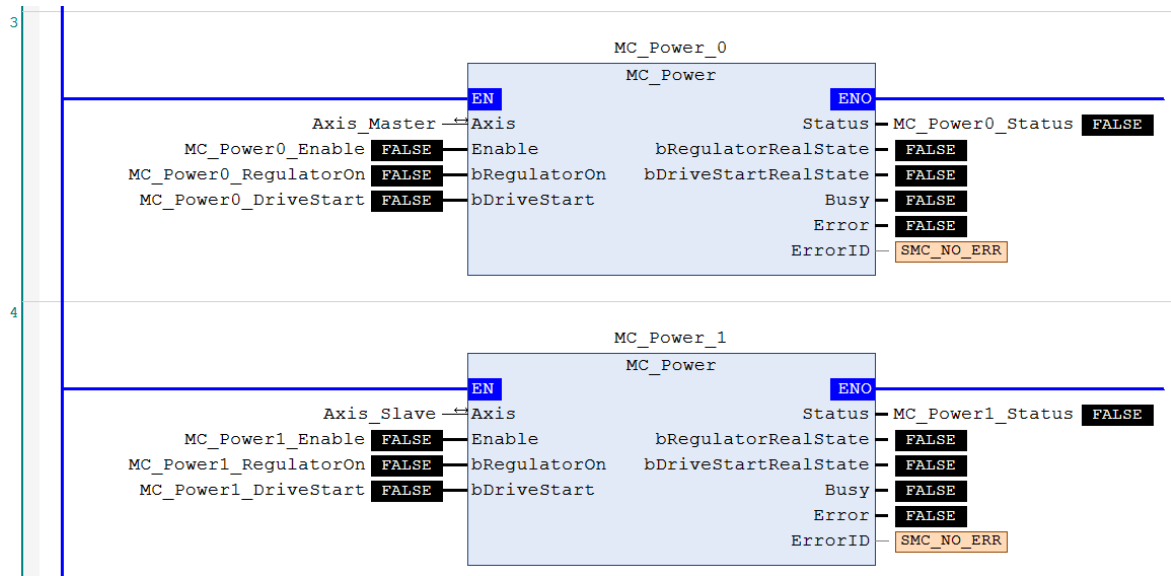 3
MC_Power_0
MC_Power
EN ENO
Axis_Master Axis Status MC_Power0_Status FALSE
MC_Power0_Enable FALSE Enable bRegulatorRealState FALSE
MC_Power0_RegulatorOn FALSE bRegulatorOn bDriveStartRealState FALSE
MC_Power0_DriveStart FALSE bDriveStart Busy FALSE
Error FALSE
ErrorID SMC_NO_ERR
4
MC_Power_1
MC_Power
EN ENO
Axis_Slave Axis Status MC_Power1_Status FALSE
MC_Power1_Enable FALSE Enable bRegulatorRealState FALSE
MC_Power1_RegulatorOn FALSE bRegulatorOn bDriveStartRealState FALSE
MC_Power1_DriveStart FALSE bDriveStart Busy FALSE
Error FALSE
ErrorID SMC_NO_ERR